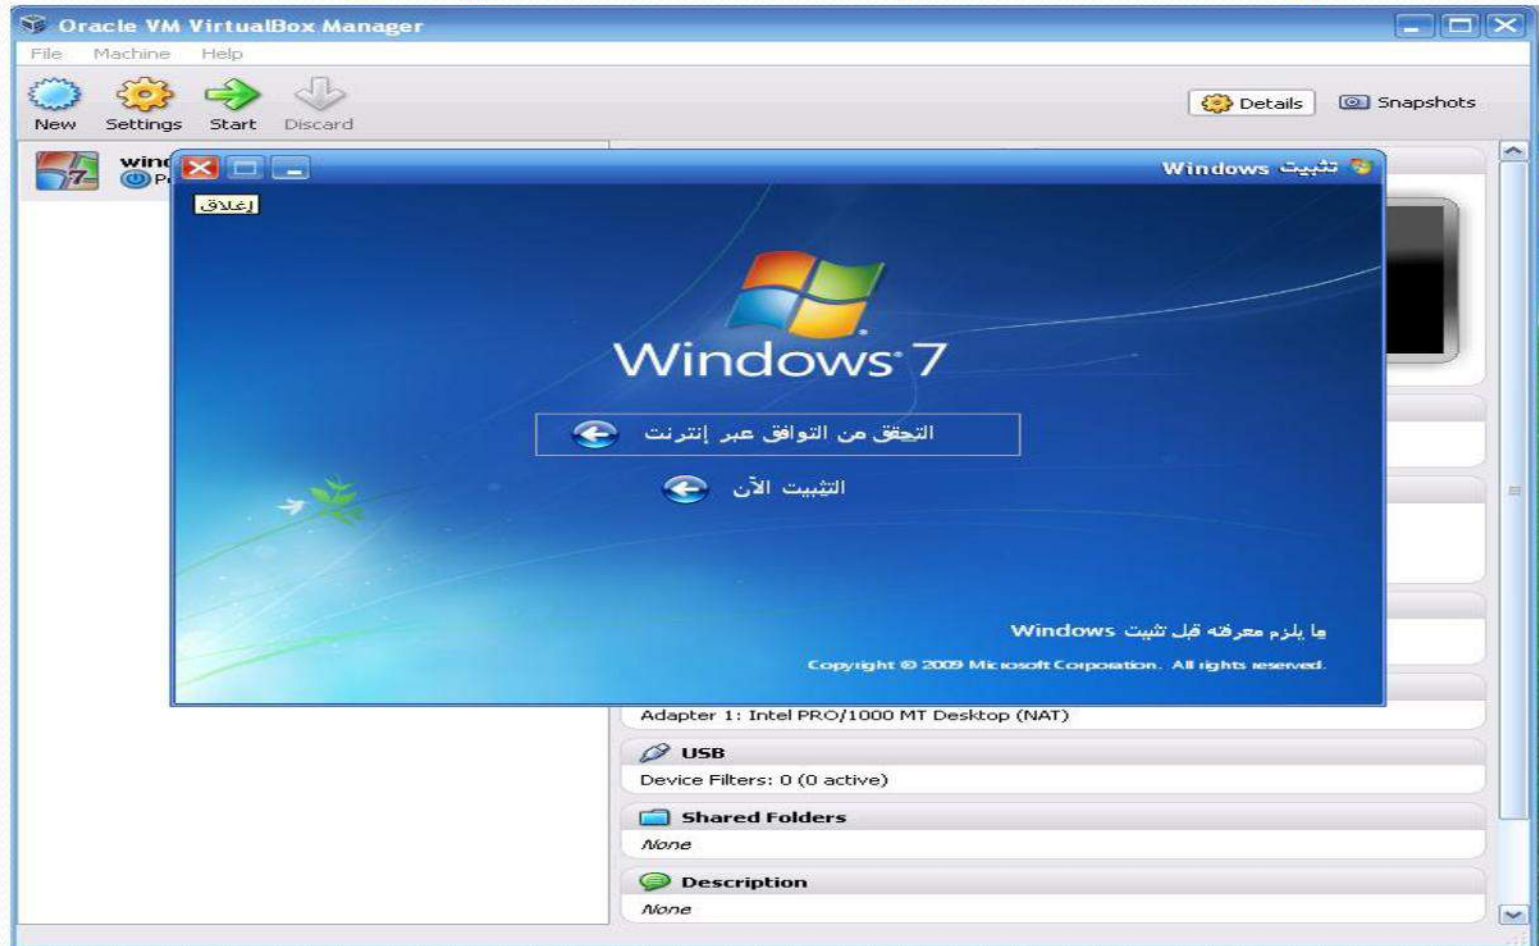 Oracle VM VirtualBox Manager
File Machine Help
New Settings Start Discard
Details Snapshots
تثبيت Windows
إغلاق
Windows 7
التحقق من التوافق عبر إنترنت
التثبيت الآن
ما يلزم معرفته قبل تثبيت Windows
Copyright © 2009 Microsoft Corporation. All rights reserved.
Adapter 1: Intel PRO/1000 MT Desktop (NAT)
USB
Device Filters: 0 (0 active)
Shared Folders
None
Description
None